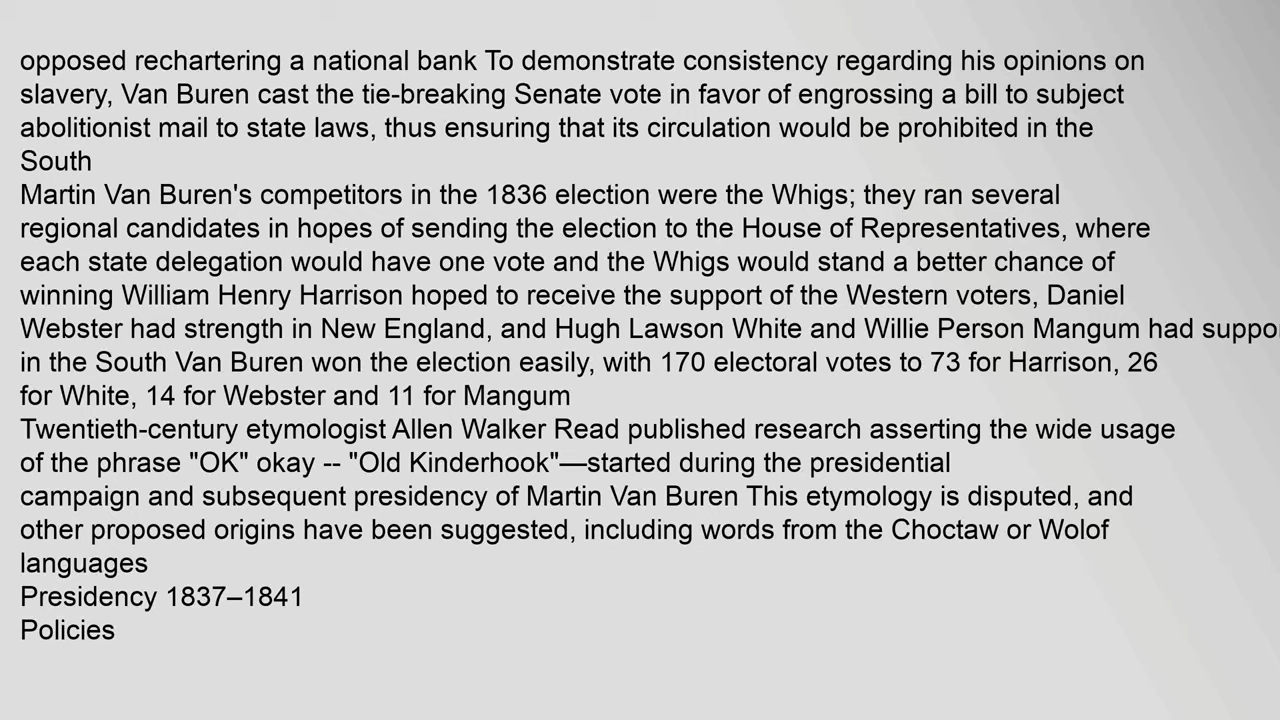 opposed rechartering a national bank To demonstrate consistency regarding his opinions on
slavery, Van Buren cast the tie-breaking Senate vote in favor of engrossing a bill to subject
abolitionist mail to state laws, thus ensuring that its circulation would be prohibited in the
South
Martin Van Buren's competitors in the 1836 election were the Whigs; they ran several
regional candidates in hopes of sending the election to the House of Representatives, where
each state delegation would have one vote and the Whigs would stand a better chance of
winning William Henry Harrison hoped to receive the support of the Western voters, Daniel
Webster had strength in New England, and Hugh Lawson White and Willie Person Mangum had
in the South Van Buren won the election easily, with 170 electoral votes to 73 for Harrison, 26
for White, 14 for Webster and 11 for Mangum
Twentieth-century etymologist Allen Walker Read published research asserting the wide usage
of the phrase "OK" okay -- "Old Kinderhook"—started during the presidential
campaign and subsequent presidency of Martin Van Buren This etymology is disputed, and
other proposed origins have been suggested, including words from the Choctaw or Wolof
languages
Presidency 1837–1841
Policies